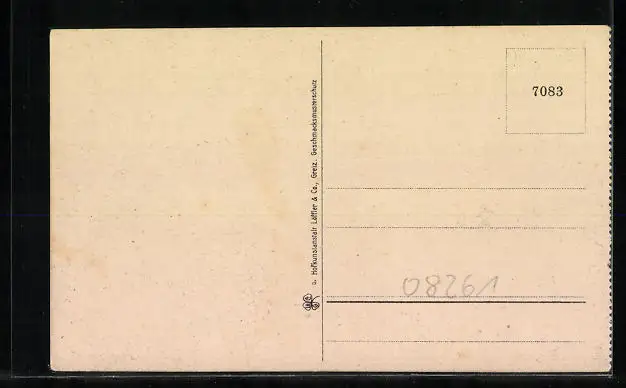 7083
u. Hofkunstanstalt Löffler & Co., Greiz. Geschmacksmusterschutz
08261